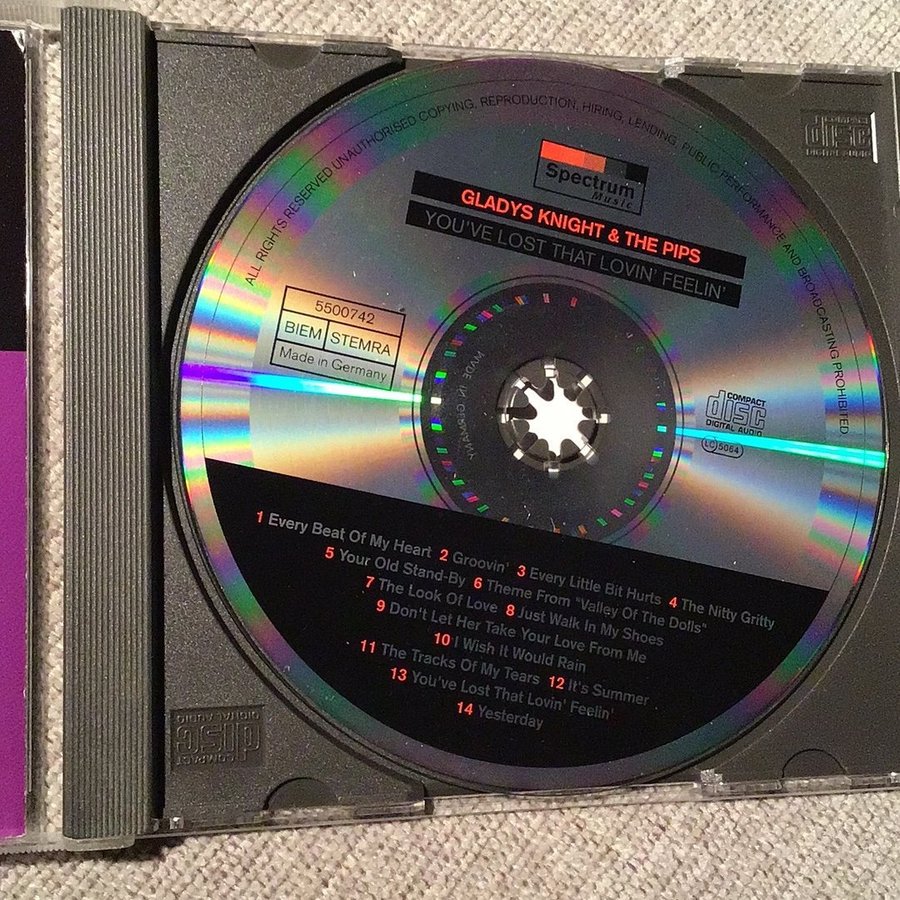 ALL RIGHTS RESERVED UNAUTHORISED COPYING, REPRODUCTION, HIRING, LENDING, PUBLIC PERFORMANCE AND BROADCASTING PROHIBITED
COMPACT
disc
DIGITAL AUDIO
Spectrum
Music
GLADYS KNIGHT & THE PIPS
YOU'VE LOST THAT LOVIN' FEELIN'
5500742
BIEM STEMRA
Made in Germany
MADE IN GERMANY
COMPACT
disc
DIGITAL AUDIO
LC 5064
1 Every Beat Of My Heart 2 Groovin' 3 Every Little Bit Hurts 4 The Nitty Gritty
5 Your Old Stand-By 6 Theme From "Valley Of The Dolls"
7 The Look Of Love 8 Just Walk In My Shoes
9 Don't Let Her Take Your Love From Me
10 I Wish It Would Rain
11 The Tracks Of My Tears 12 It's Summer
13 You've Lost That Lovin' Feelin'
14 Yesterday
COMPACT
disc
DIGITAL AUDIO